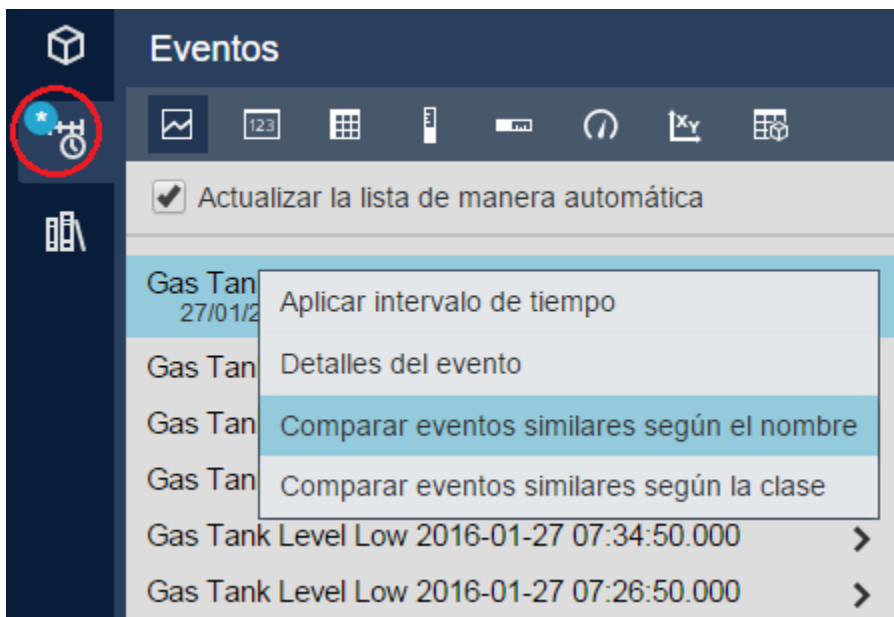 Eventos
123
XY
Actualizar la lista de manera automática
Gas Tan
27/01/2
Aplicar intervalo de tiempo
Gas Tan
Detalles del evento
Gas Tan
Comparar eventos similares según el nombre
Gas Tan
Comparar eventos similares según la clase
Gas Tank Level Low 2016-01-27 07:34:50.000
Gas Tank Level Low 2016-01-27 07:26:50.000